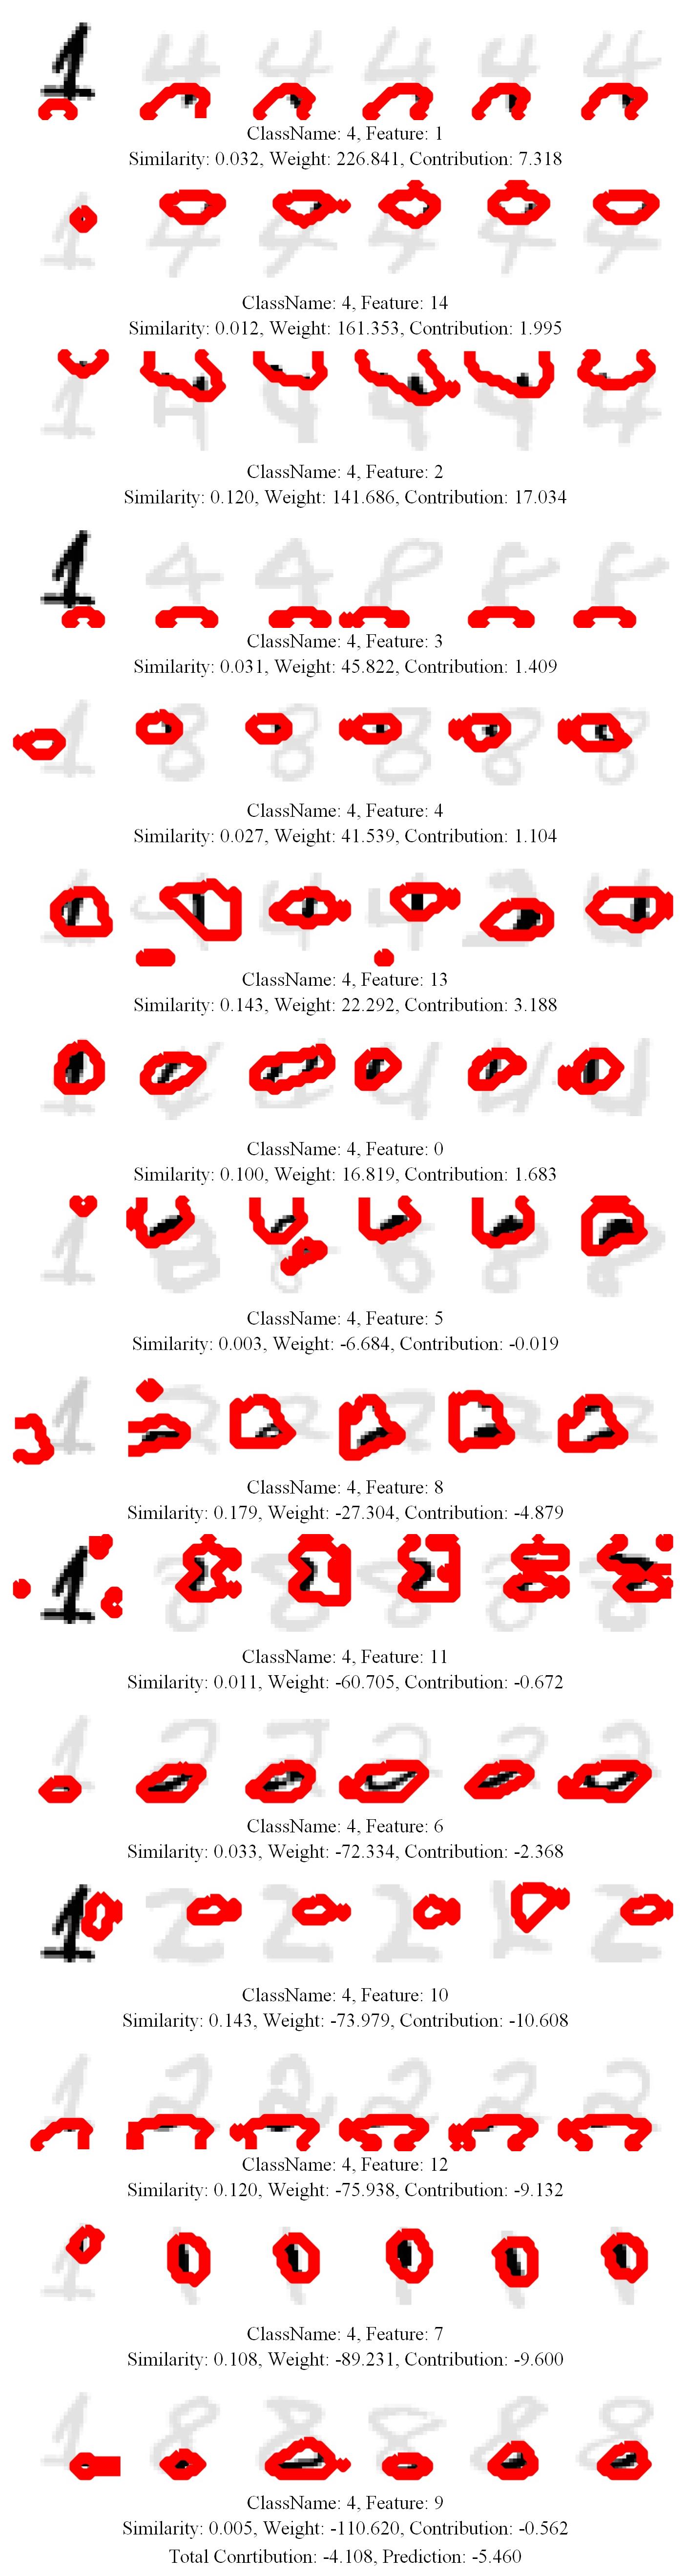 ClassName: 4, Feature: 1
Similarity: 0.032, Weight: 226.841, Contribution: 7.318
ClassName: 4, Feature: 14
Similarity: 0.012, Weight: 161.353, Contribution: 1.995
ClassName: 4, Feature: 2
Similarity: 0.120, Weight: 141.686, Contribution: 17.034
ClassName: 4, Feature: 3
Similarity: 0.031, Weight: 45.822, Contribution: 1.409
ClassName: 4, Feature: 4
Similarity: 0.027, Weight: 41.539, Contribution: 1.104
ClassName: 4, Feature: 13
Similarity: 0.143, Weight: 22.292, Contribution: 3.188
ClassName: 4, Feature: 0
Similarity: 0.100, Weight: 16.819, Contribution: 1.683
ClassName: 4, Feature: 5
Similarity: 0.003, Weight: -6.684, Contribution: -0.019
ClassName: 4, Feature: 8
Similarity: 0.179, Weight: -27.304, Contribution: -4.879
ClassName: 4, Feature: 11
Similarity: 0.011, Weight: -60.705, Contribution: -0.672
ClassName: 4, Feature: 6
Similarity: 0.033, Weight: -72.334, Contribution: -2.368
ClassName: 4, Feature: 10
Similarity: 0.143, Weight: -73.979, Contribution: -10.608
ClassName: 4, Feature: 12
Similarity: 0.120, Weight: -75.938, Contribution: -9.132
ClassName: 4, Feature: 7
Similarity: 0.108, Weight: -89.231, Contribution: -9.600
ClassName: 4, Feature: 9
Similarity: 0.005, Weight: -110.620, Contribution: -0.562
Total Conrtibution: -4.108, Prediction: -5.460